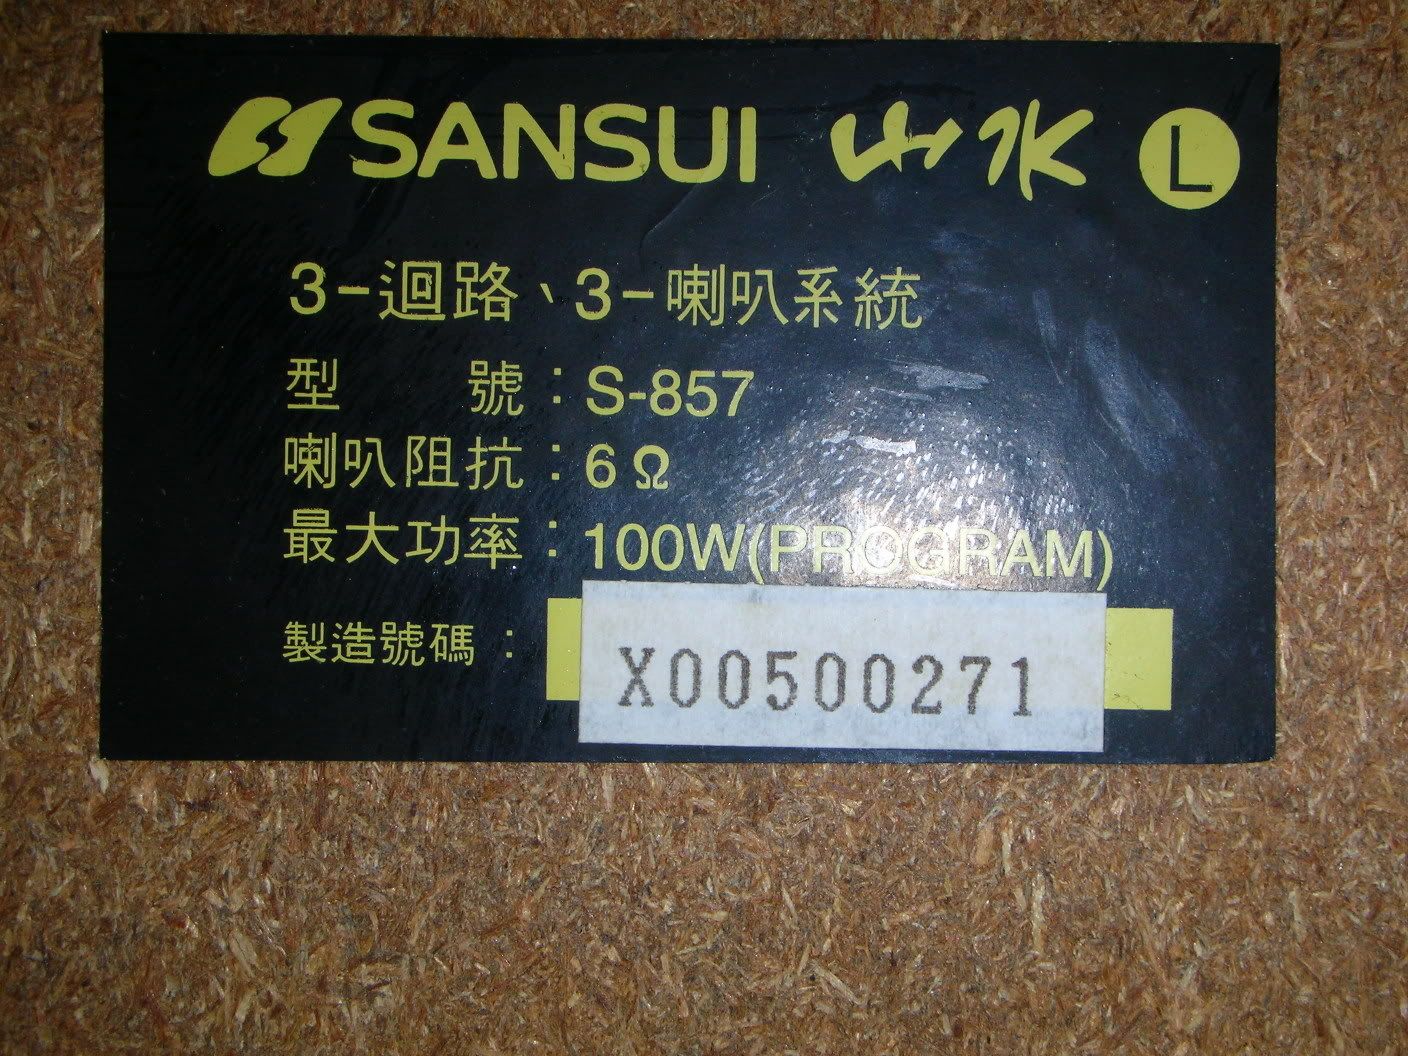 SANSUI 山水 L
3-迴路、3-喇叭系統
型 號：S-857
喇叭阻抗：6Ω
最大功率：100W(PROGRAM)
製造號碼：X00500271